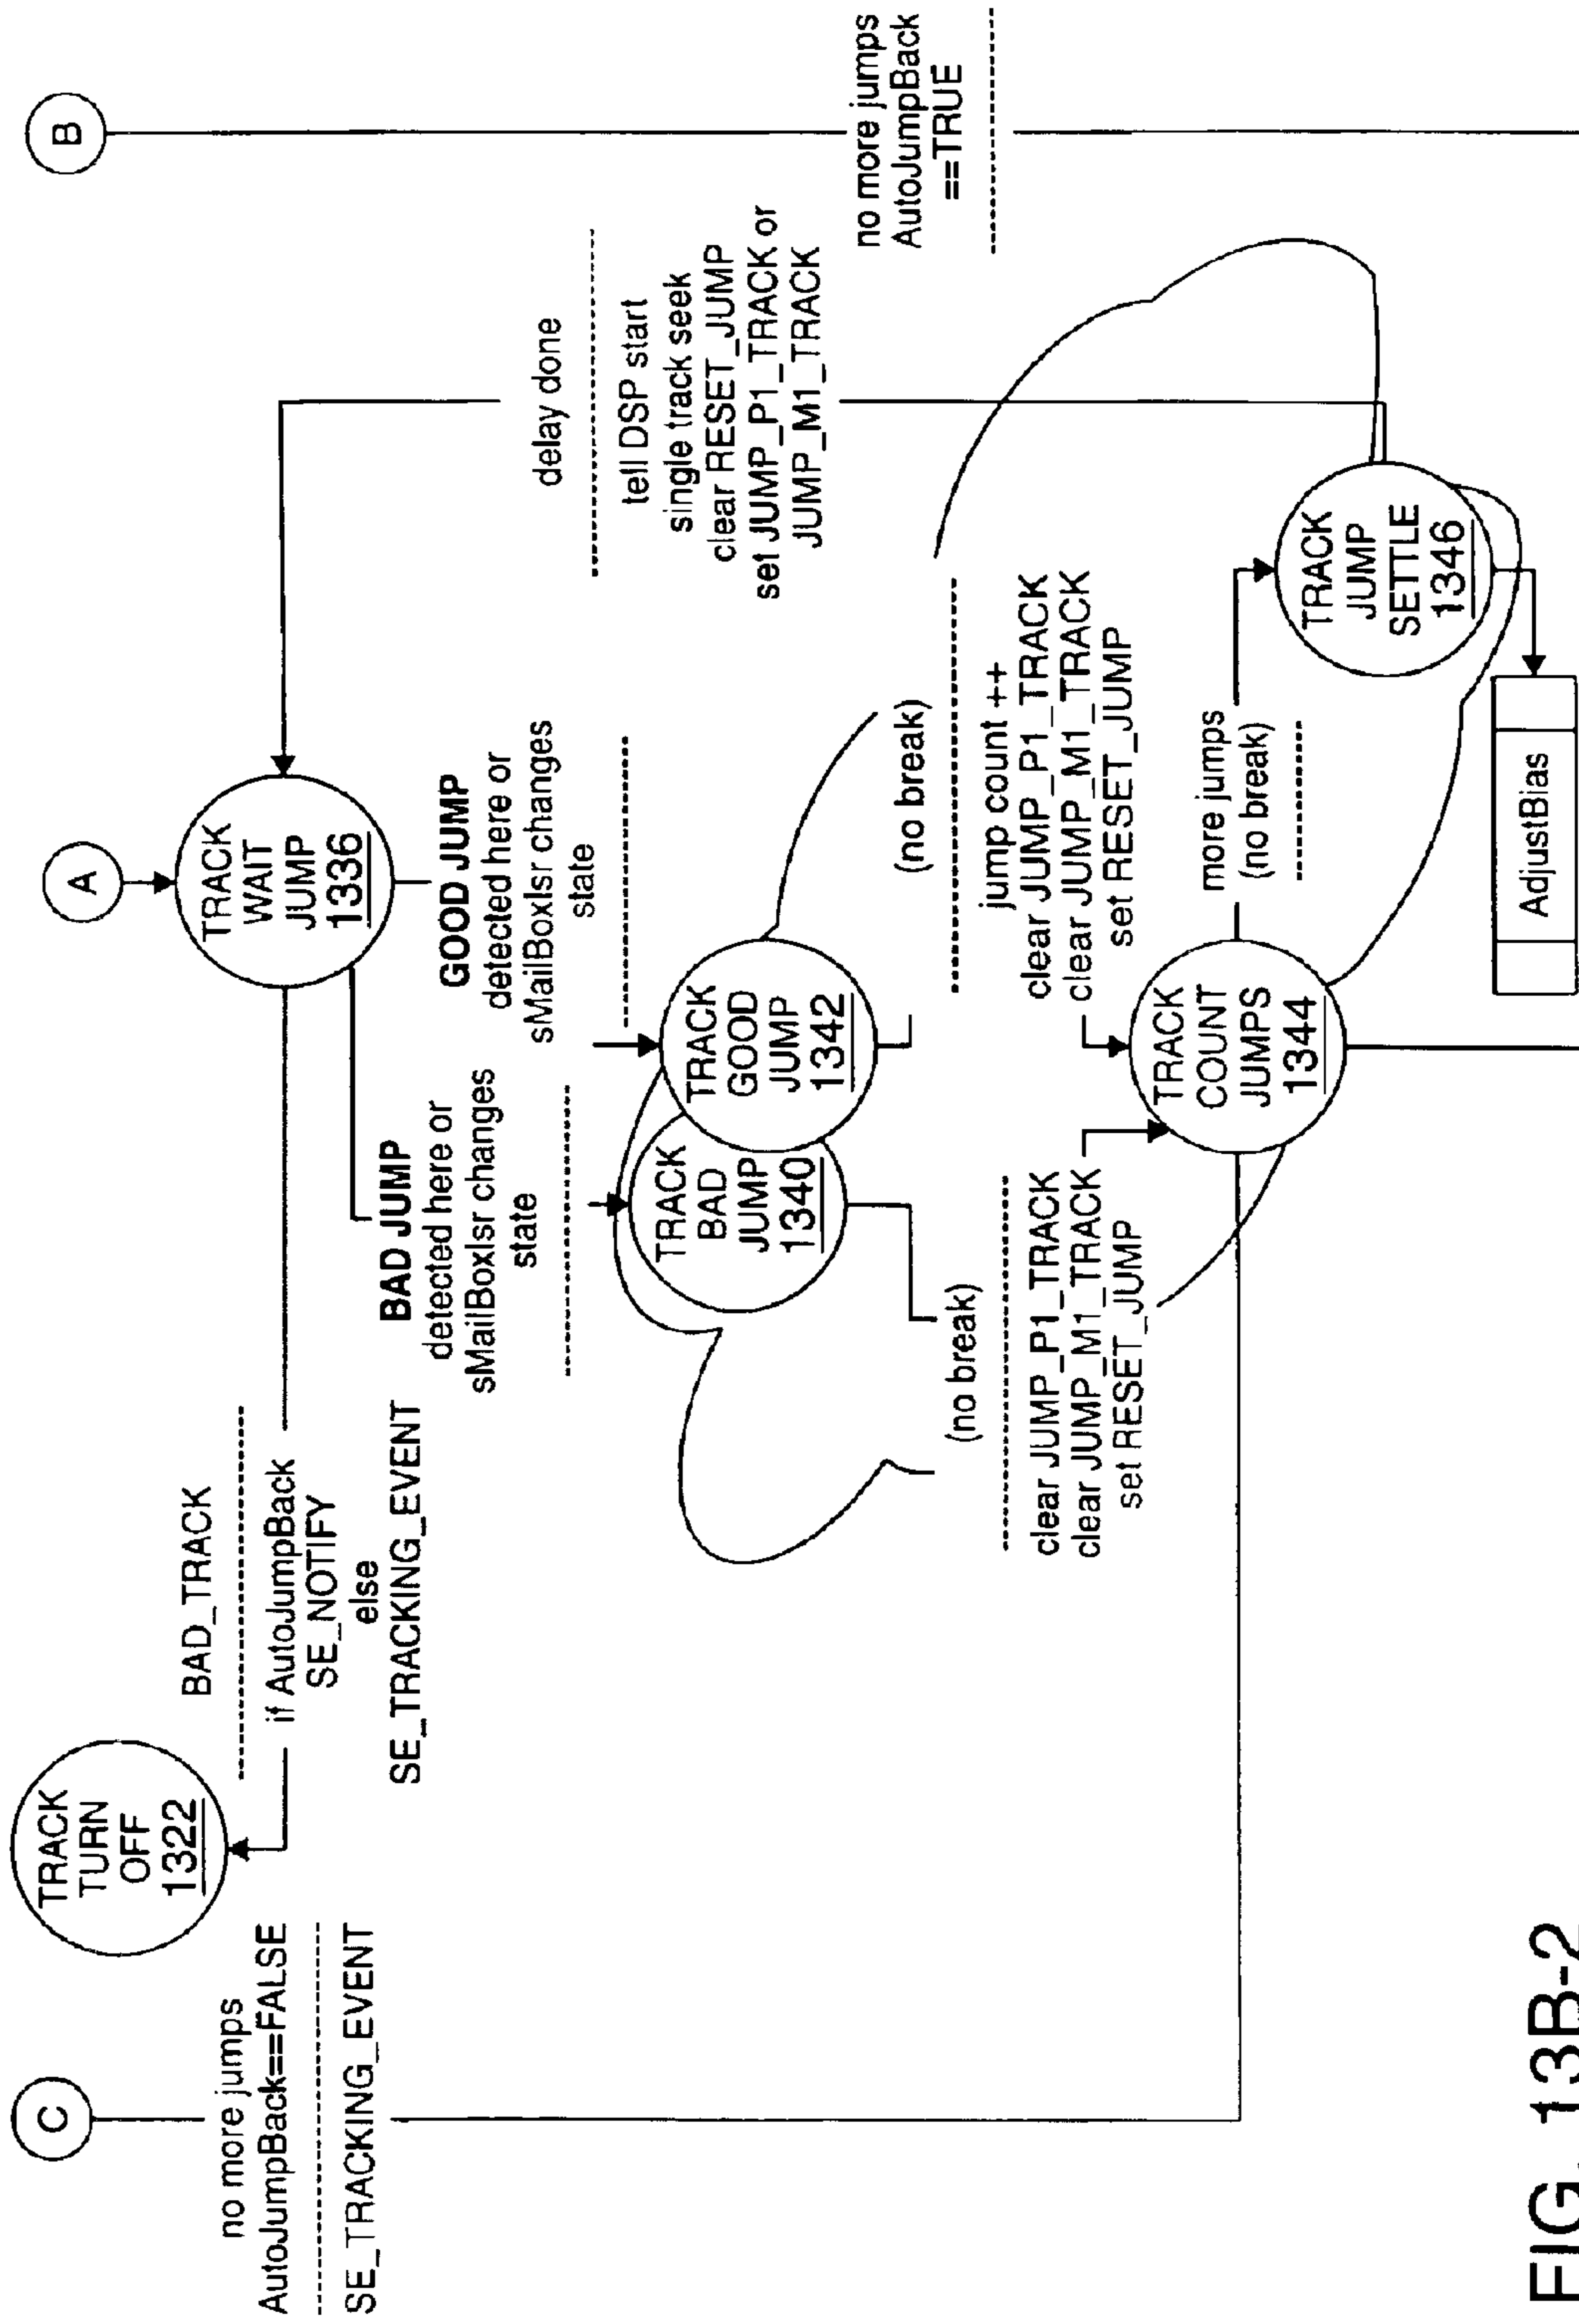 C
no more jumps
AutoJumpBack==FALSE
SE_TRACKING_EVENT
TRACK
TURN
OFF
1322
BAD_TRACK
if AutoJumpBack
SE_NOTIFY
else
SE_TRACKING_EVENT
A
TRACK
WAIT
JUMP
1336
BAD JUMP
detected here or
sMailBoxIsr changes
state
GOOD JUMP
detected here or
sMailBoxIsr changes
state
delay done
tell DSP start
single track seek
clear RESET_JUMP
set JUMP_P1_TRACK or
JUMP_M1_TRACK
B
no more jumps
AutoJumpBack
==TRUE
TRACK
BAD
JUMP
1340
TRACK
GOOD
JUMP
1342
(no break)
clear JUMP_P1_TRACK
clear JUMP_M1_TRACK
set RESET_JUMP
(no break)
jump count ++
clear JUMP_P1_TRACK
clear JUMP_M1_TRACK
set RESET_JUMP
TRACK
COUNT
JUMPS
1344
more jumps
(no break)
TRACK
JUMP
SETTLE
1346
AdjustBias
FIG. 13B-2